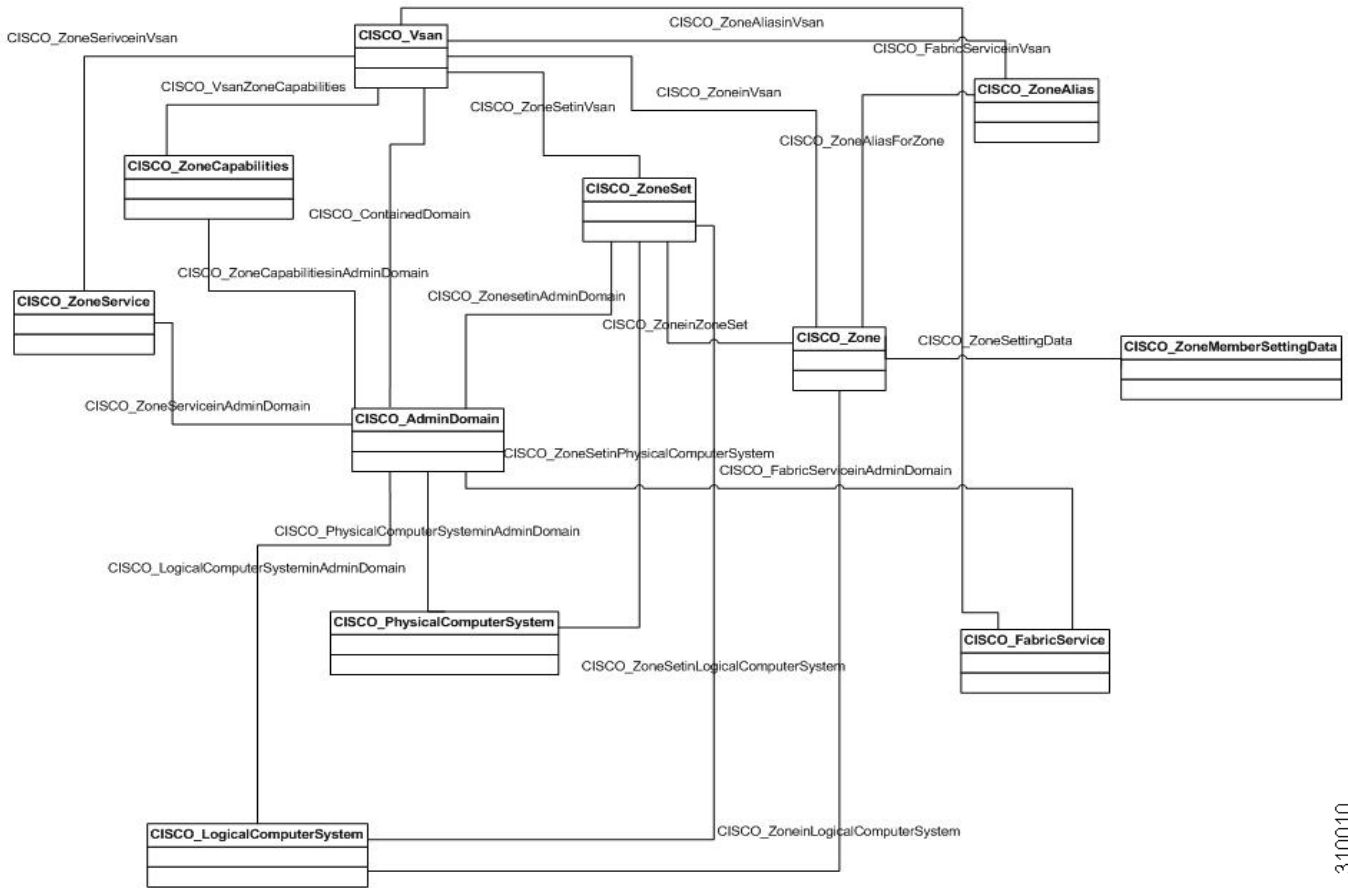 CISCO_Vsan
CISCO_ZoneAliasinVsan
CISCO_ZoneSerivceinVsan
CISCO_FabricServiceinVsan
CISCO_VsanZoneCapabilities
CISCO_ZoneinVsan
CISCO_ZoneAlias
CISCO_ZoneSetinVsan
CISCO_ZoneAliasForZone
CISCO_ZoneCapabilities
CISCO_ZoneSet
CISCO_ContainedDomain
CISCO_ZoneCapabilitiesinAdminDomain
CISCO_ZoneService
CISCO_ZonesetinAdminDomain
CISCO_ZoneinZoneSet
CISCO_Zone
CISCO_ZoneSettingData
CISCO_ZoneMemberSettingData
CISCO_ZoneServiceinAdminDomain
CISCO_AdminDomain
CISCO_ZoneSetinPhysicalComputerSystem
CISCO_FabricServiceinAdminDomain
CISCO_PhysicalComputerSysteminAdminDomain
CISCO_LogicalComputerSysteminAdminDomain
CISCO_PhysicalComputerSystem
CISCO_FabricService
CISCO_ZoneSetinLogicalComputerSystem
CISCO_LogicalComputerSystem
CISCO_ZoneinLogicalComputerSystem
310010